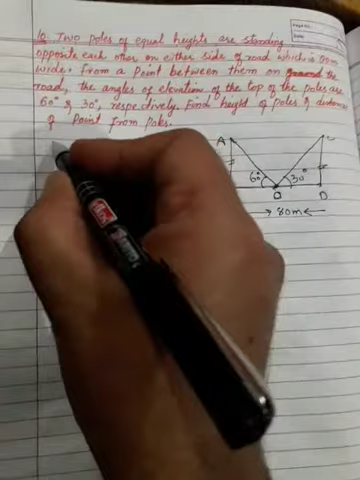 10. Two poles of equal heights are standing
opposite each other on either side of road which is 80m
wide. From a Point between them on the
road, the angles of elevation of the top of the poles are
60° & 30°, respectively. Find height of poles & distances
of Point from poles.
A
60°
30°
O
D
80m